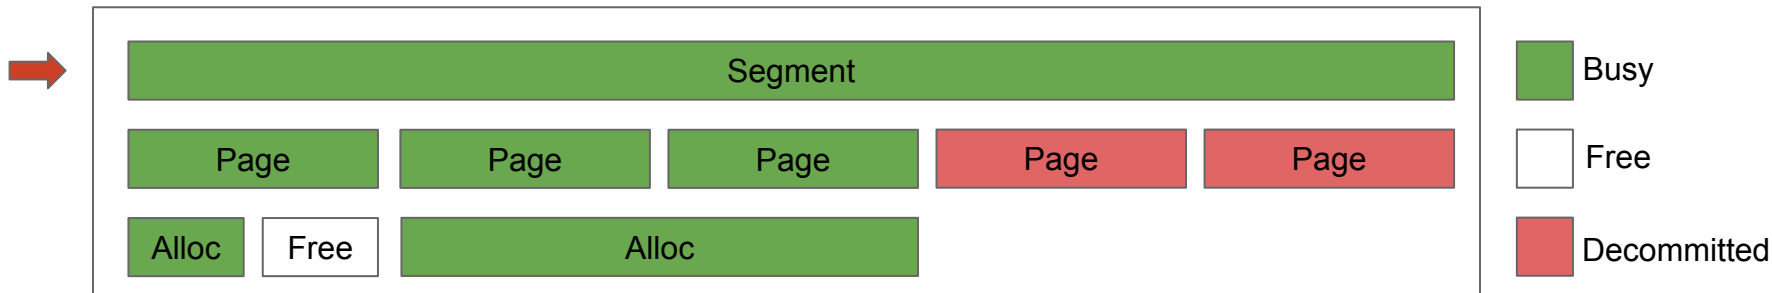 Segment
Busy
Page Page Page Page Page
Free
Alloc Free Alloc
Decommitted